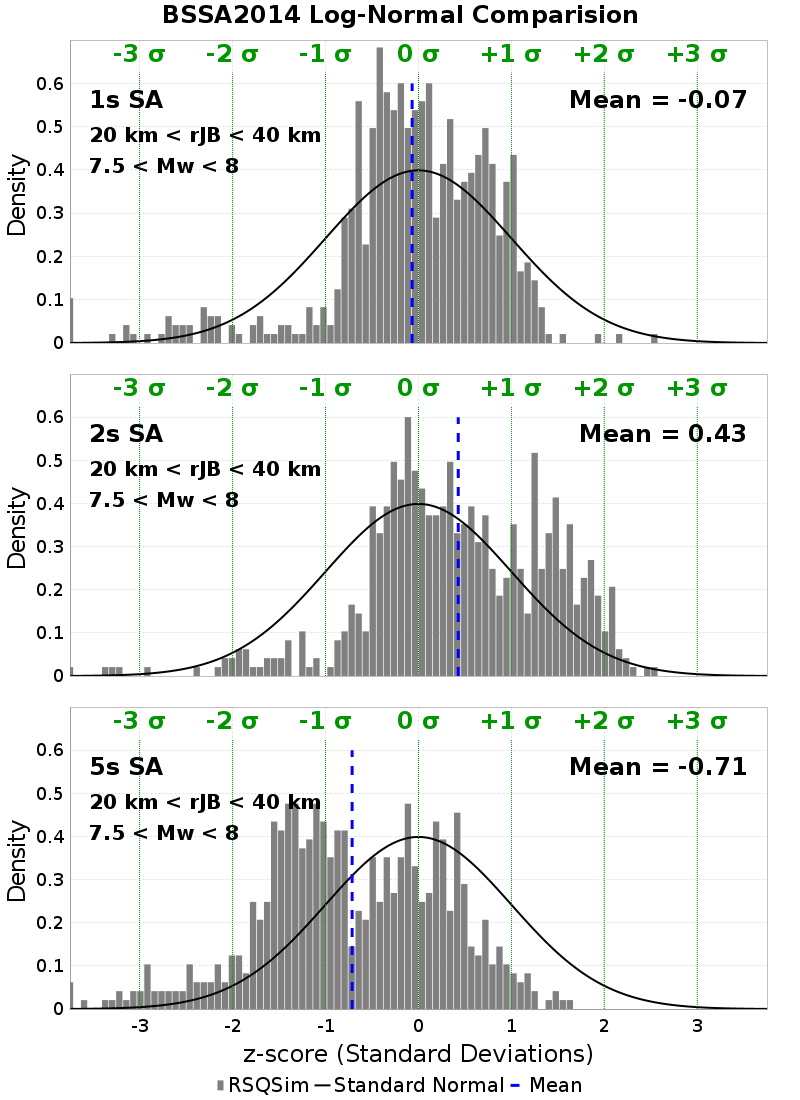 BSSA2014 Log-Normal Comparision
-3 σ -2 σ -1 σ 0 σ +1 σ +2 σ +3 σ
1s SA
Mean = -0.07
20 km < rJB < 40 km
7.5 < Mw < 8
Density
0.6
0.5
0.4
0.3
0.2
0.1
0
-3 σ -2 σ -1 σ 0 σ +1 σ +2 σ +3 σ
2s SA
Mean = 0.43
20 km < rJB < 40 km
7.5 < Mw < 8
Density
0.6
0.5
0.4
0.3
0.2
0.1
0
-3 σ -2 σ -1 σ 0 σ +1 σ +2 σ +3 σ
5s SA
Mean = -0.71
20 km < rJB < 40 km
7.5 < Mw < 8
Density
0.6
0.5
0.4
0.3
0.2
0.1
0
-3 -2 -1 0 1 2 3
z-score (Standard Deviations)
RSQSim Standard Normal Mean